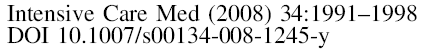 Intensive Care Med (2008) 34:1991–1998
DOI 10.1007/s00134-008-1245-y